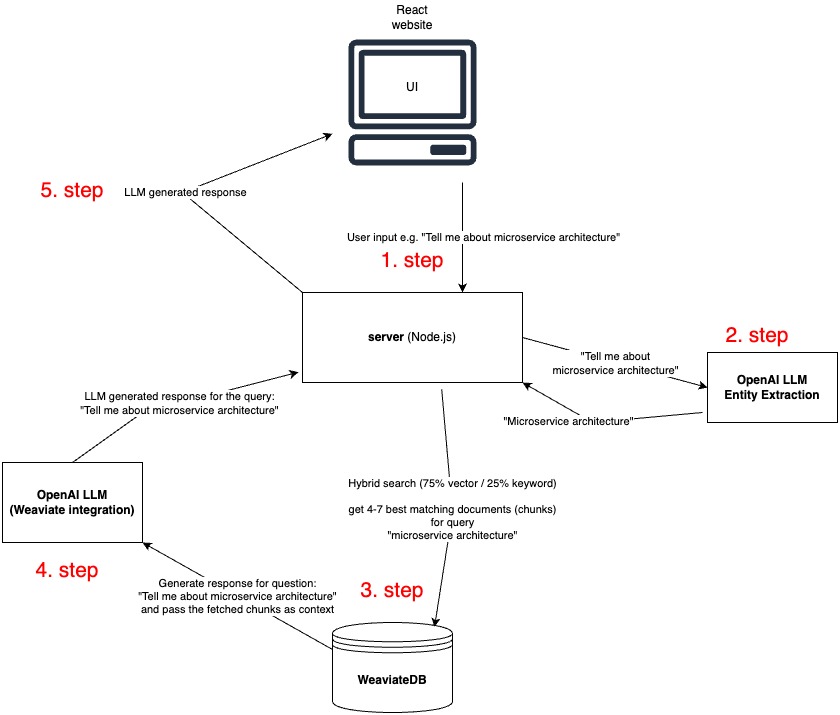 React
website
UI
5. step
LLM generated response
User input e.g. "Tell me about microservice architecture"
1. step
server (Node.js)
2. step
"Tell me about
microservice architecture"
OpenAI LLM
Entity Extraction
"Microservice architecture"
LLM generated response for the query:
"Tell me about microservice architecture"
OpenAI LLM
(Weaviate integration)
Hybrid search (75% vector / 25% keyword)
get 4-7 best matching documents (chunks)
for query
"microservice architecture"
4. step
Generate response for question:
"Tell me about microservice architecture"
and pass the fetched chunks as context
3. step
WeaviateDB